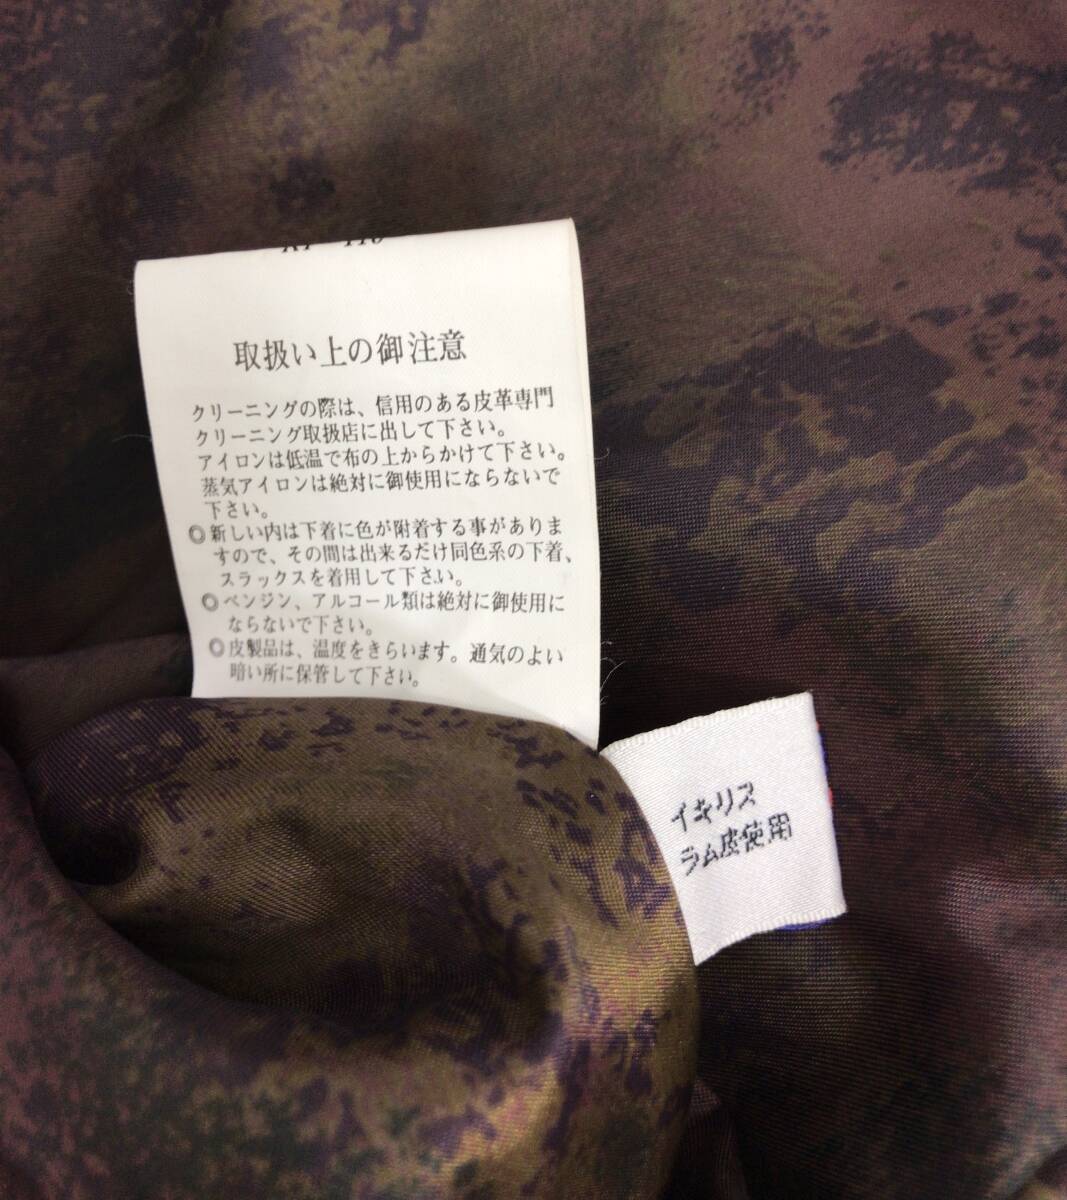 取扱い上の御注意
クリーニングの際は、信用のある皮革専門
クリーニング取扱店に出して下さい。
アイロンは低温で布の上からかけて下さい。
蒸気アイロンは絶対に御使用にならないで
下さい。
◎新しい内は下着に色が附着する事がありま
すので、その間は出来るだけ同色系の下着、
スラックスを着用して下さい。
◎ベンジン、アルコール類は絶対に御使用に
ならないで下さい。
◎皮製品は、温度をきらいます。通気のよい
暗い所に保管して下さい。
イギリス
ラム皮使用